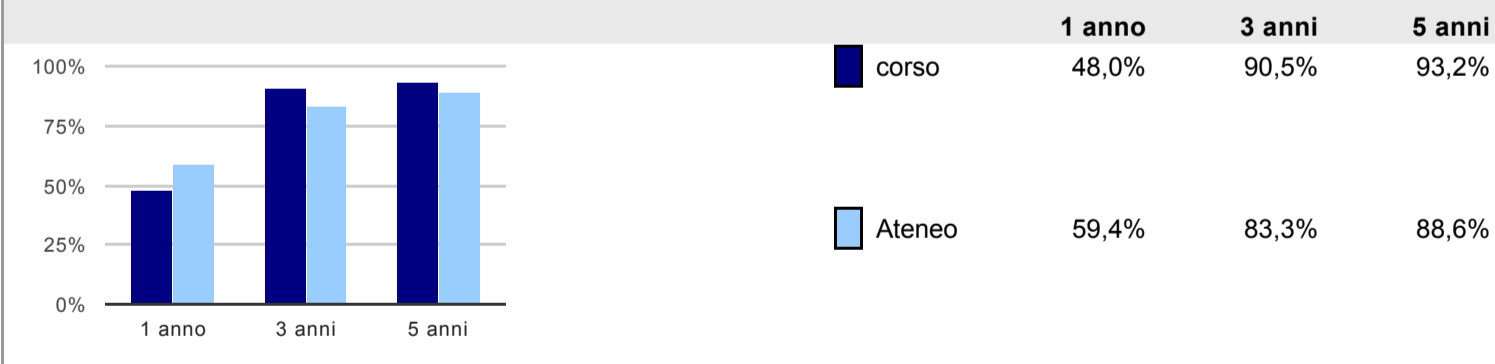 1 anno 3 anni 5 anni
corso 48,0% 90,5% 93,2%
Ateneo 59,4% 83,3% 88,6%
100%
75%
50%
25%
0%
1 anno 3 anni 5 anni